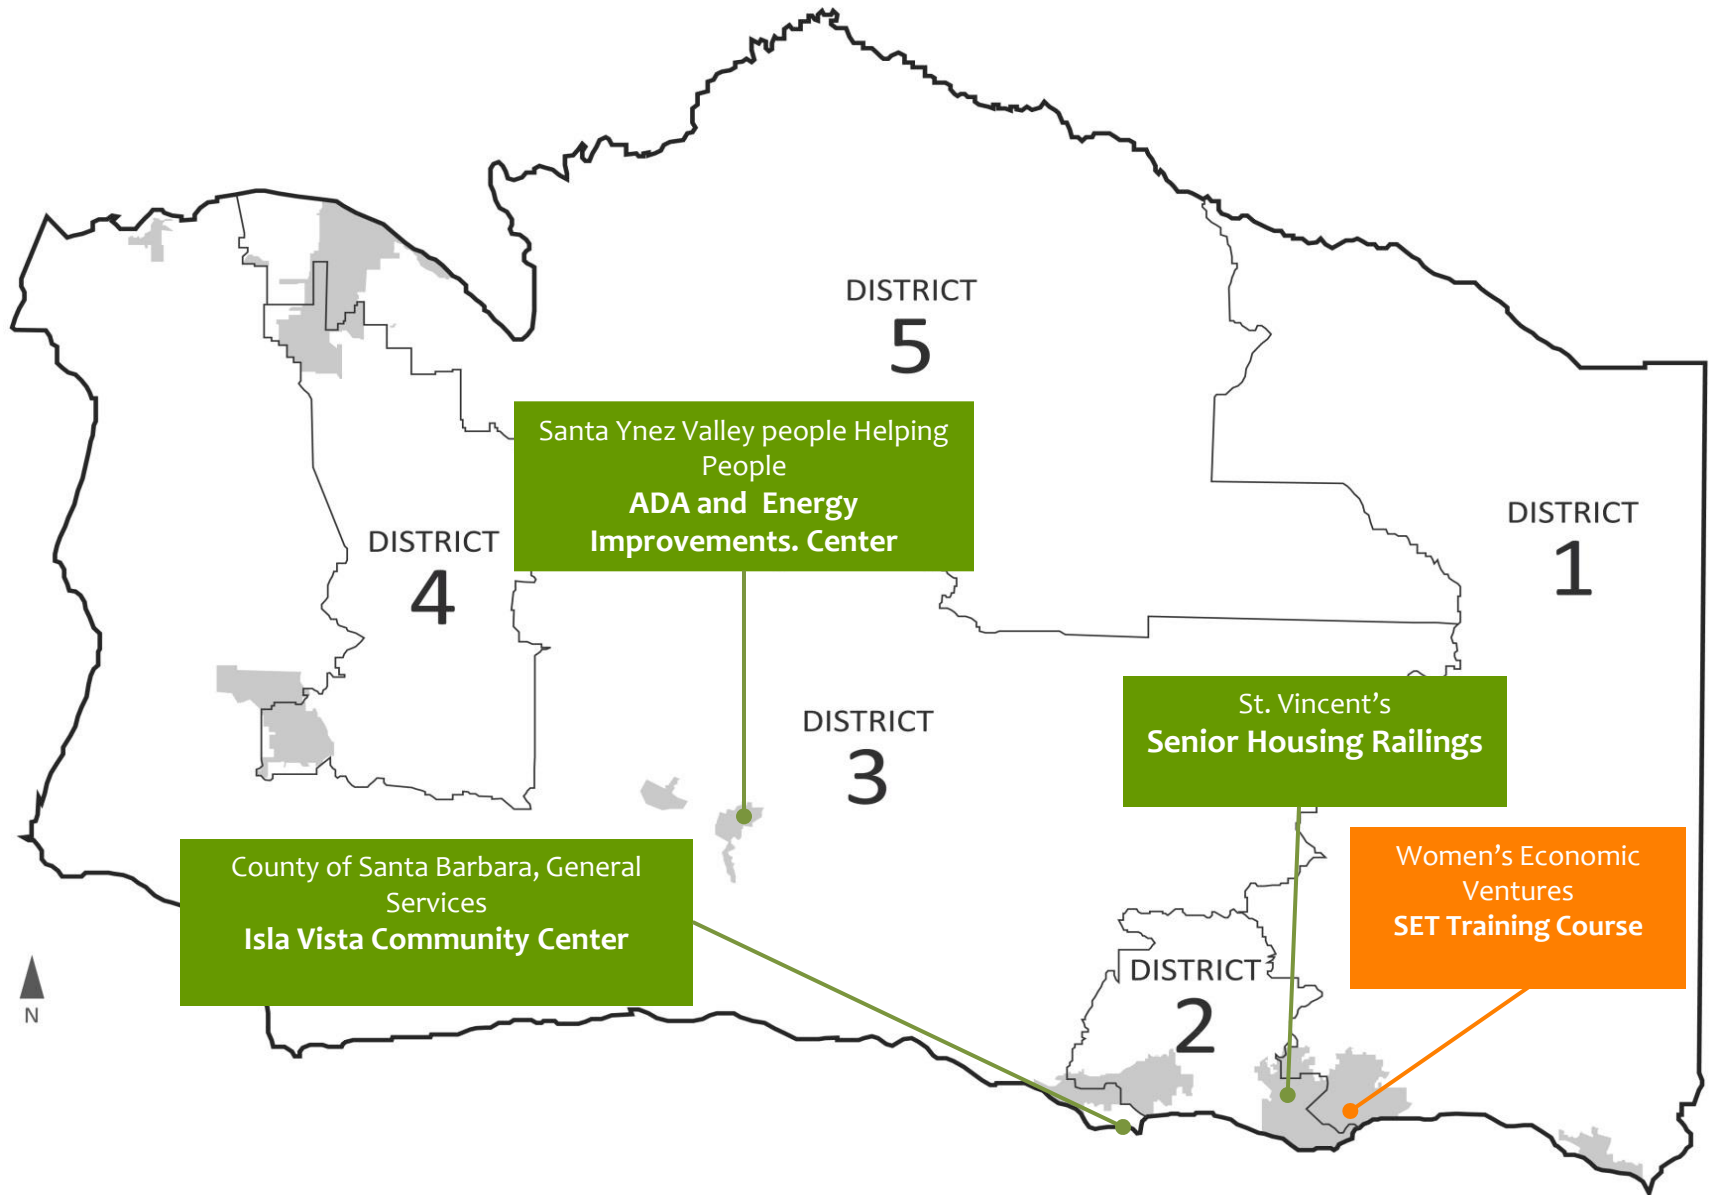 DISTRICT
5
Santa Ynez Valley people Helping
People
ADA and Energy
Improvements. Center
DISTRICT
1
DISTRICT
4
St. Vincent’s
Senior Housing Railings
DISTRICT
3
County of Santa Barbara, General
Services
Isla Vista Community Center
Women’s Economic
Ventures
SET Training Course
DISTRICT
2
N